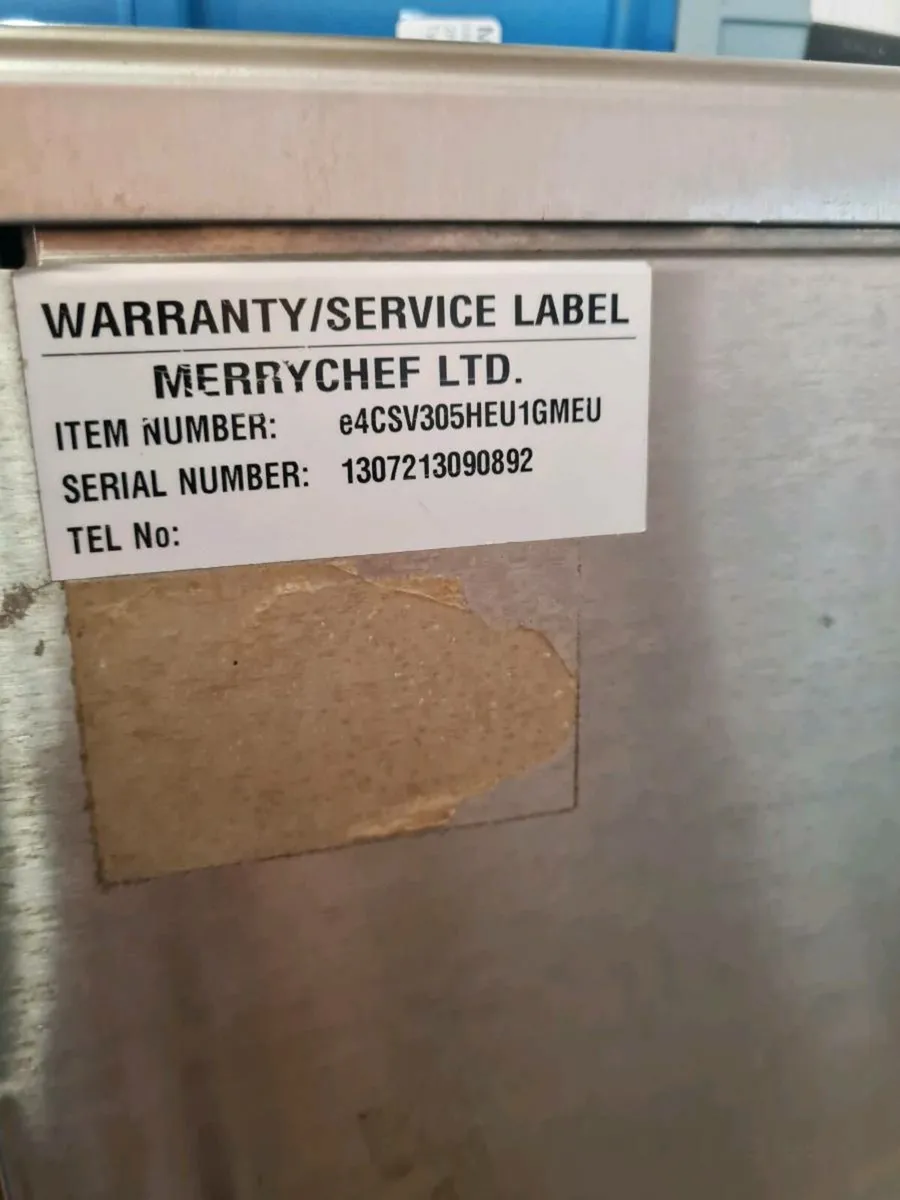 WARRANTY/SERVICE LABEL
MERRYCHEF LTD.
ITEM NUMBER: e4CSV305HEU1GMEU
SERIAL NUMBER: 1307213090892
TEL No: